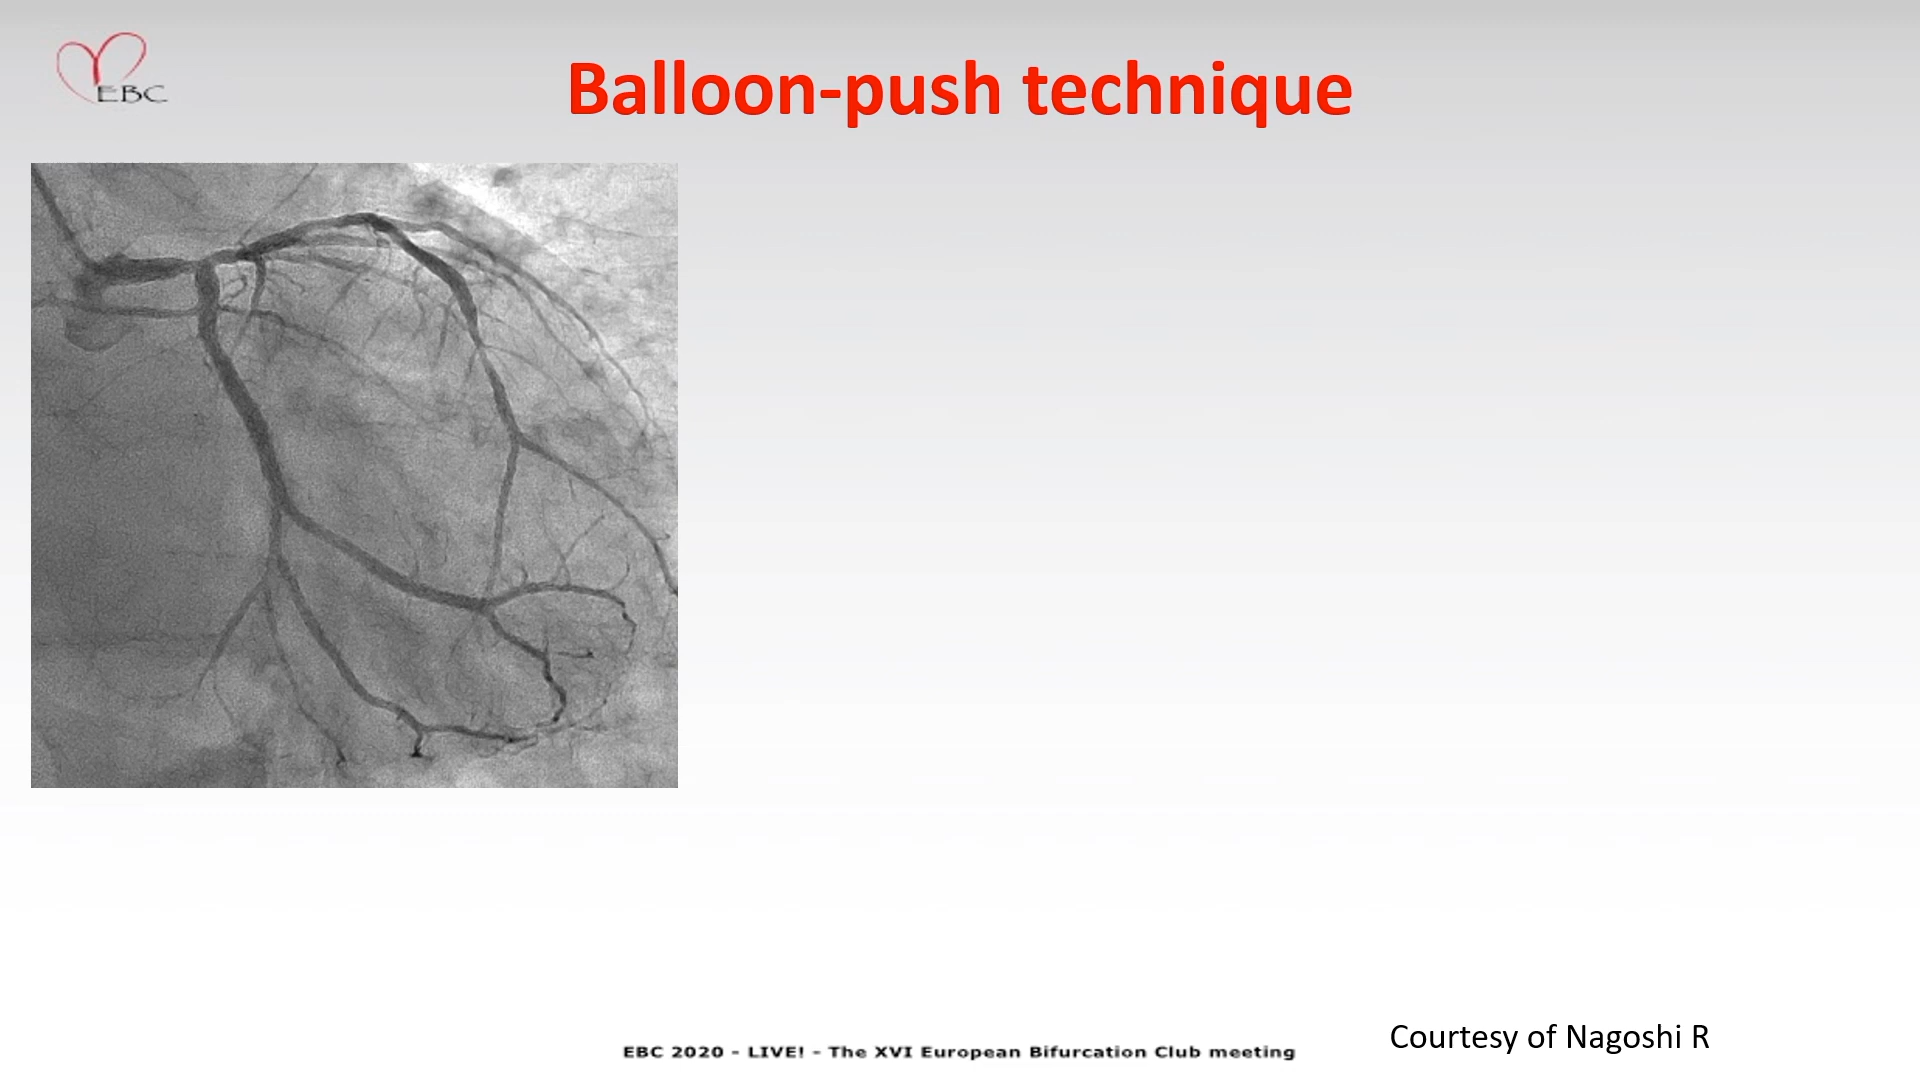 EBC
Balloon-push technique
Courtesy of Nagoshi R
EBC 2020 - LIVE! - The XVI European Bifurcation Club meeting